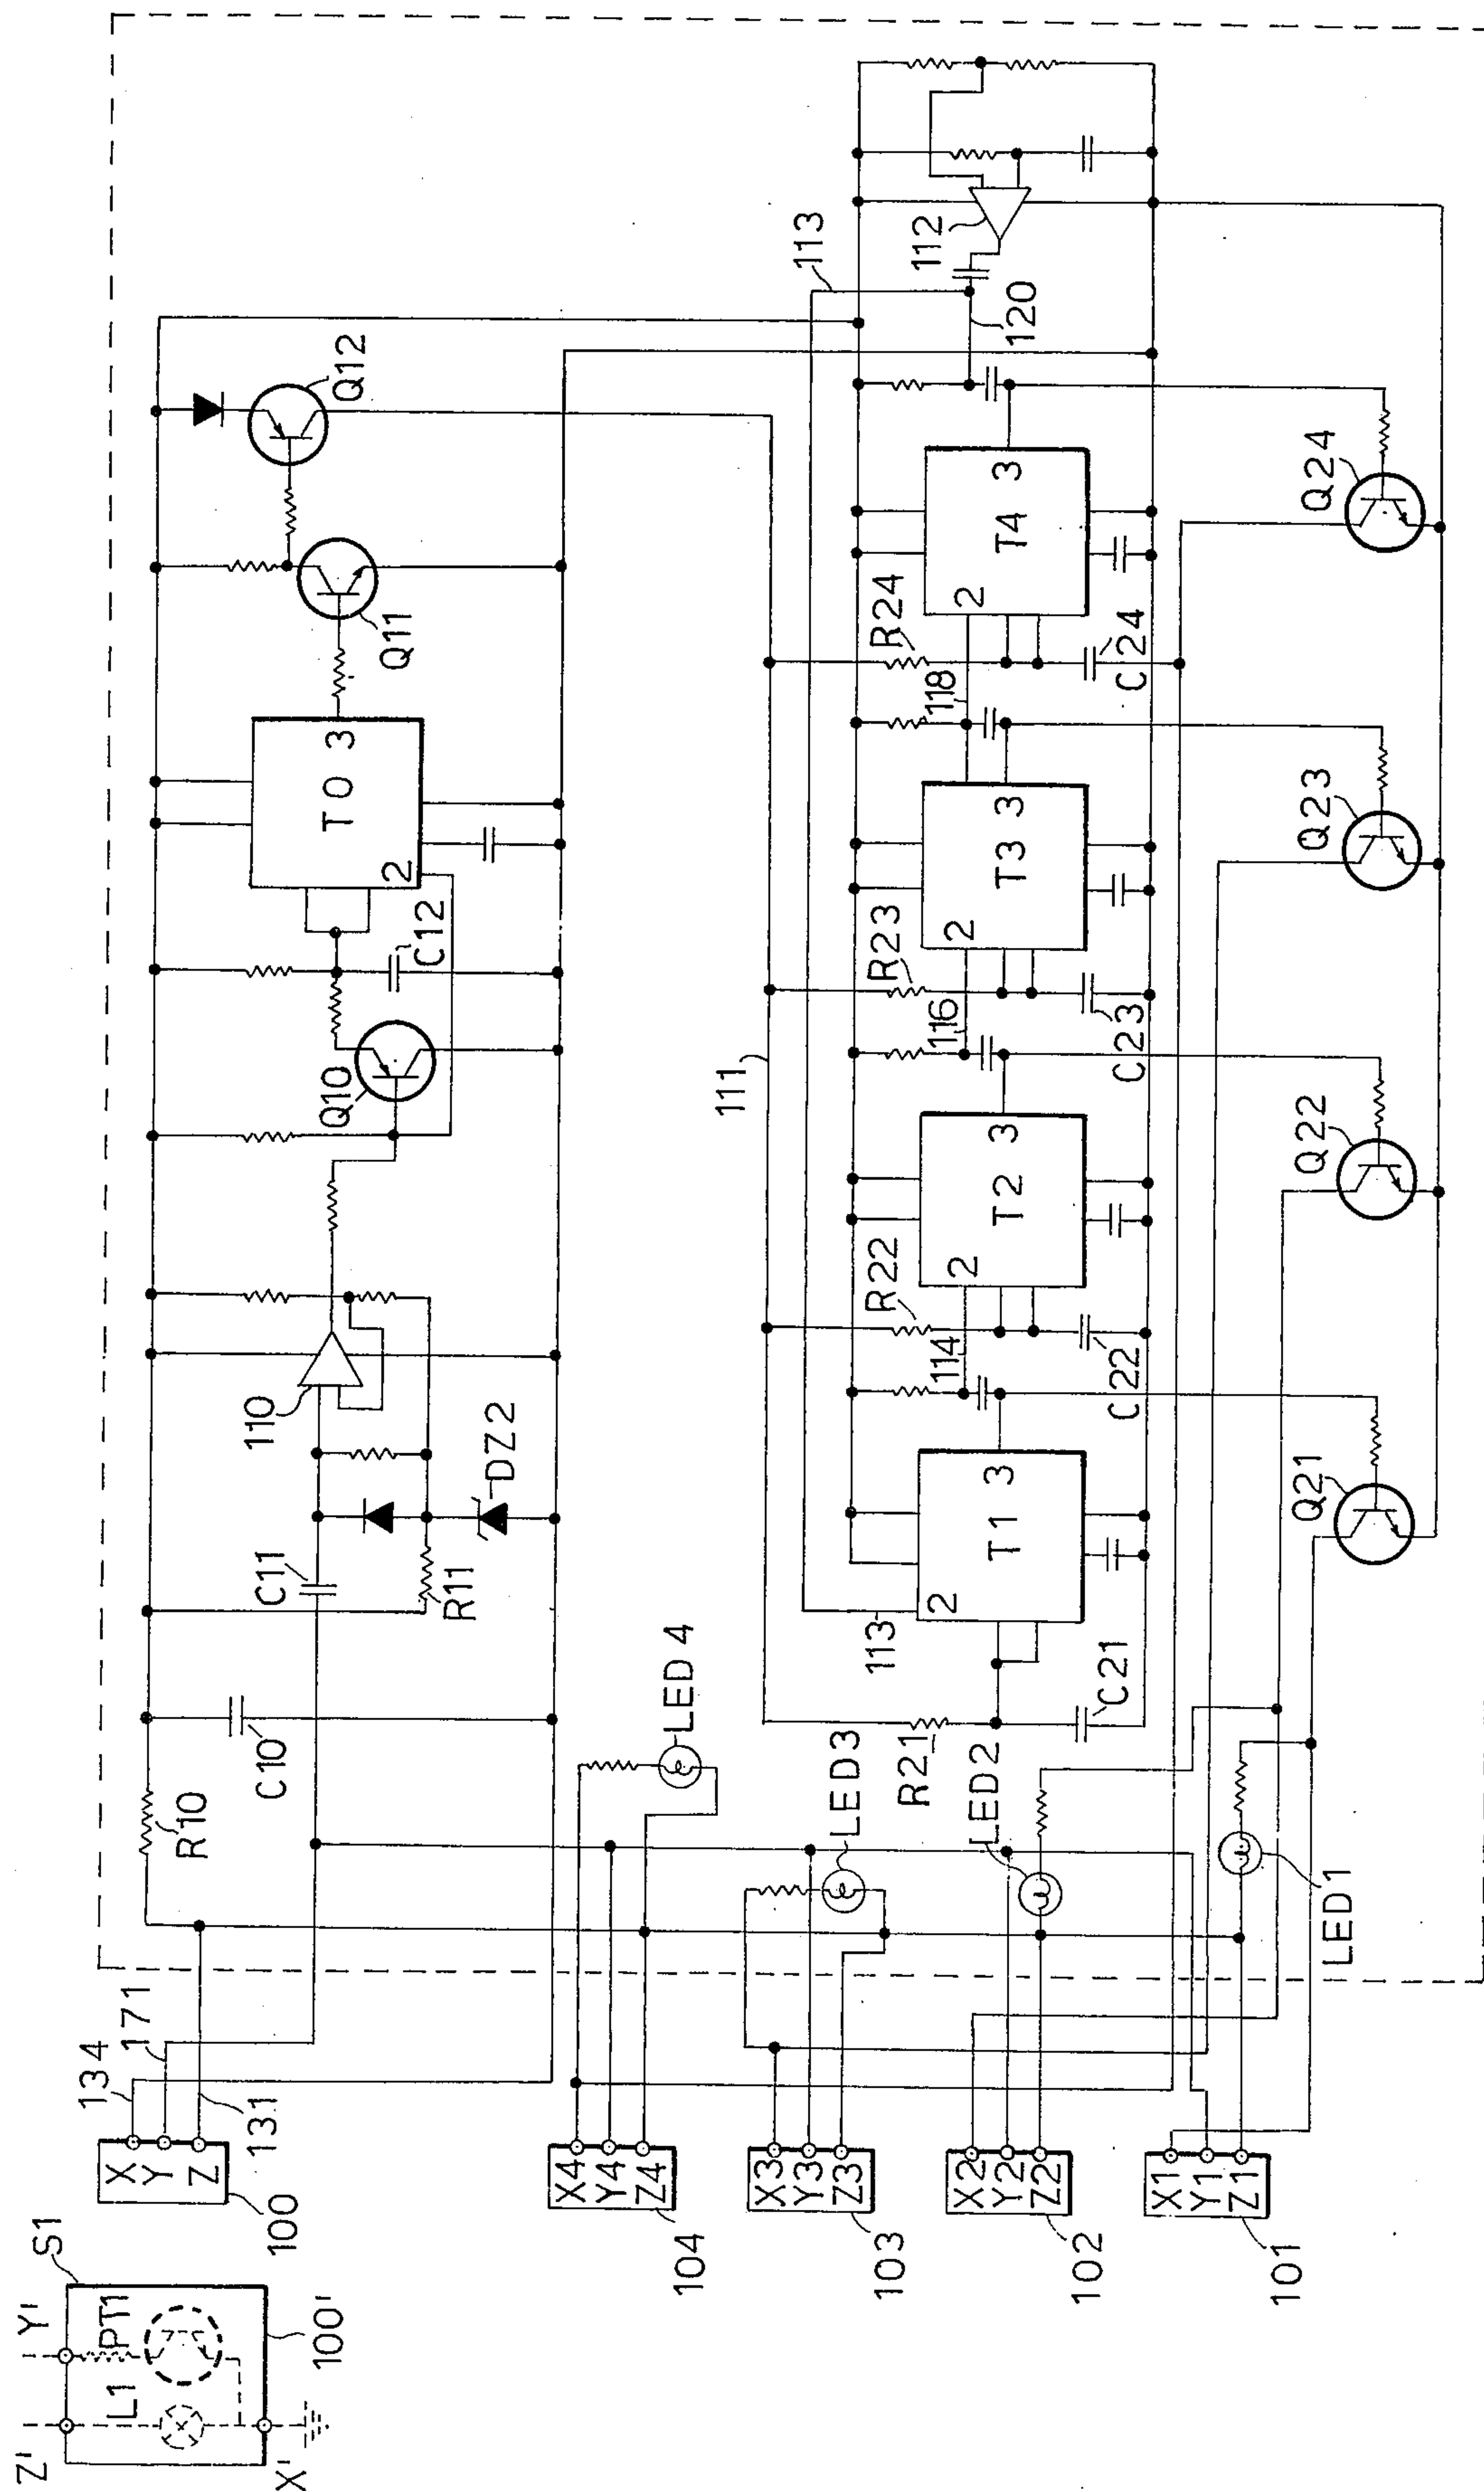 Z'
Y'
S1
L1
PT1
X'
100'
X
Y
Z
100
134
171
131
R10
C10
C11
R11
110
DZ2
Q10
C12
2
T0
3
Q11
Q12
X4
Y4
Z4
104
LED 4
X3
Y3
Z3
103
LED3
X2
Y2
Z2
102
LED2
X1
Y1
Z1
101
LED1
111
113
R21
C21
113
2
T1
3
114
R22
C22
2
T2
3
116
R23
C23
2
T3
3
118
R24
C24
2
T4
3
120
112
Q21
Q22
Q23
Q24